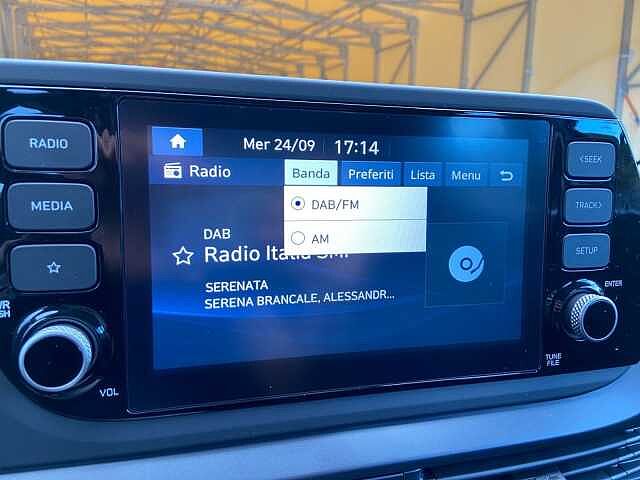 Mer 24/09 17:14
Radio Banda Preferiti Lista Menu
DAB/FM
AM
DAB
Radio Italia
SERENATA
SERENA BRANCALE, ALESSANDR...
RADIO
MEDIA
VOL
<SEEK
TRACK>
SETUP
ENTER
TUNE
FILE